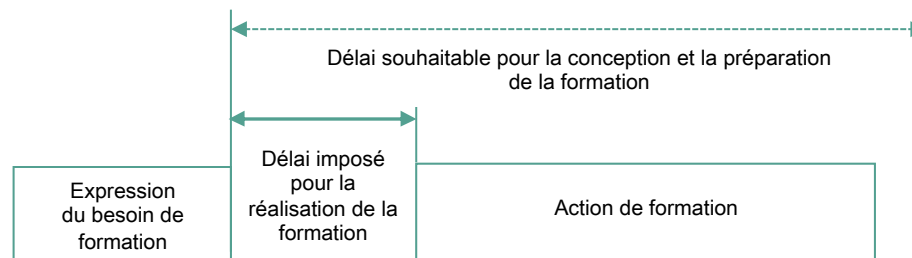 Délai souhaitable pour la conception et la préparation
de la formation
Délai imposé
pour la
réalisation de la
formation
Expression
du besoin de
formation
Action de formation